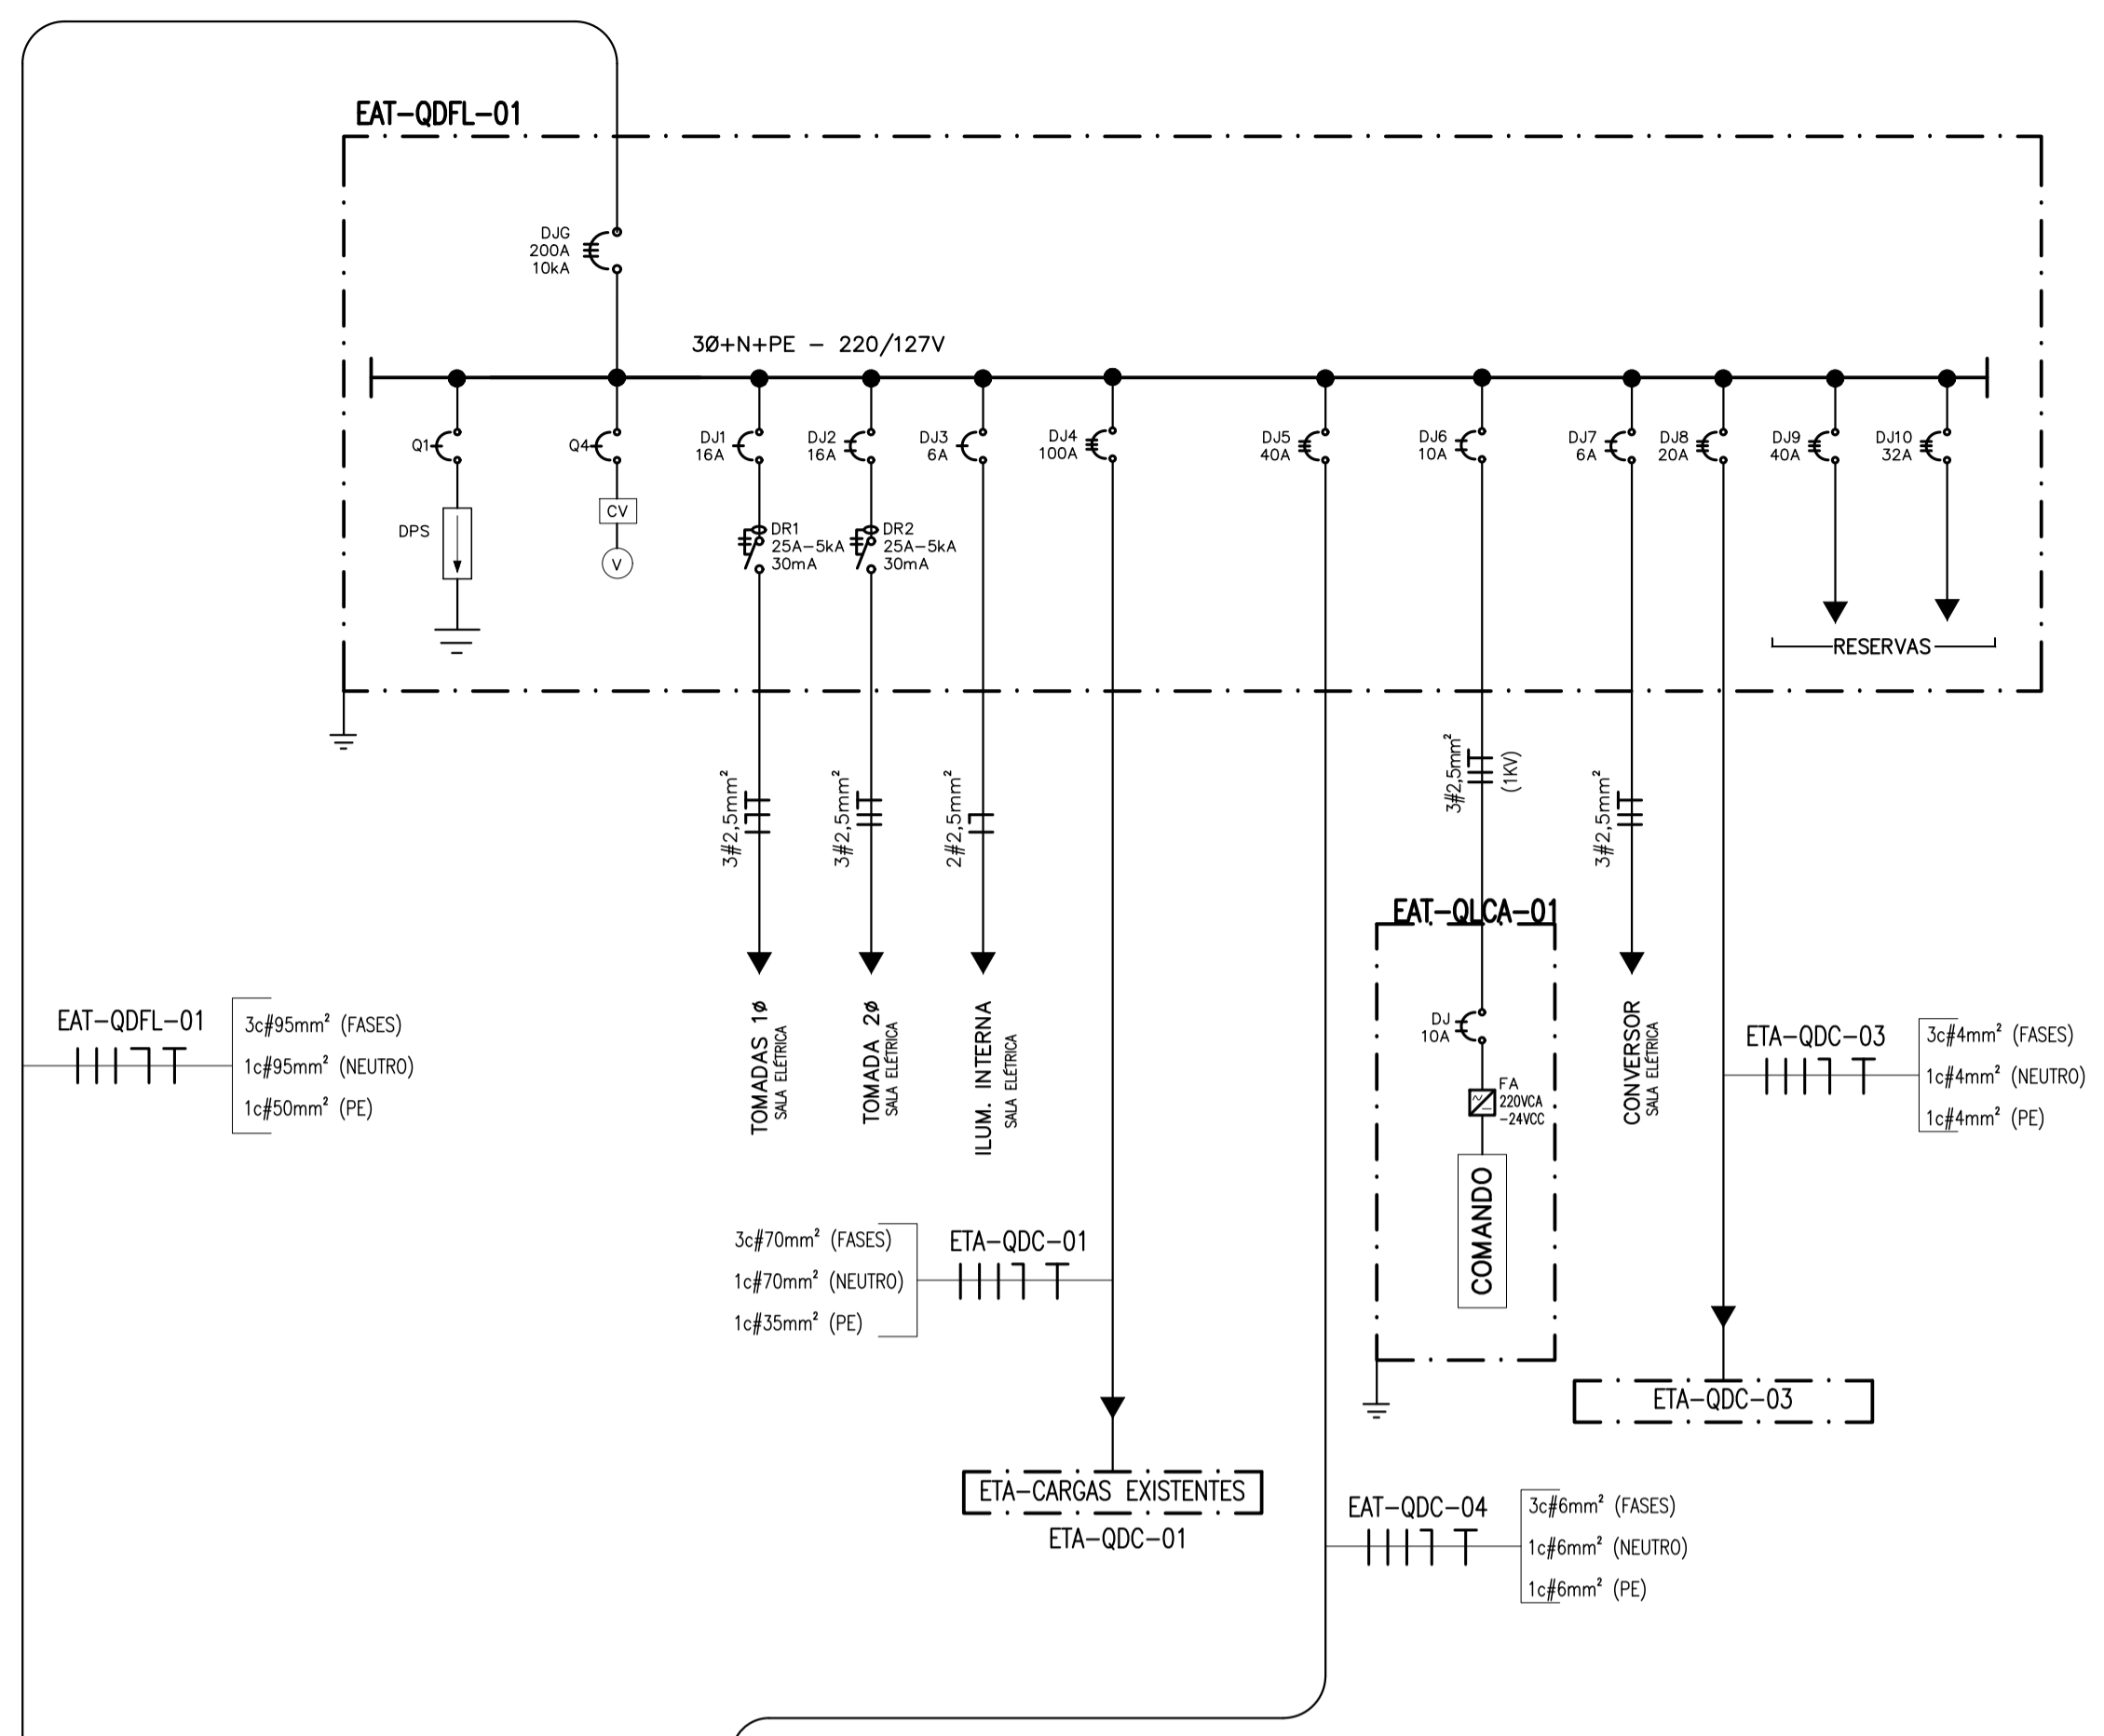 EAT-QDFL-01
DJG
200A
10kA
3Ø+N+PE - 220/127V
Q1
Q4
DJ1
16A
DJ2
16A
DJ3
6A
DJ4
100A
DJ5
40A
DJ6
10A
DJ7
6A
DJ8
20A
DJ9
40A
DJ10
32A
DPS
CV
V
DR1
25A-5kA
30mA
DR2
25A-5kA
30mA
RESERVAS
3#2,5mm²
3#2,5mm²
2#2,5mm²
3#2,5mm²
(1KV)
3#2,5mm²
EAT-QLCA-01
TOMADAS 1Ø
SALA ELÉTRICA
TOMADA 2Ø
SALA ELÉTRICA
ILUM. INTERNA
SALA ELÉTRICA
DJ
10A
FA
220VCA
-24VCC
COMANDO
CONVERSOR
SALA ELÉTRICA
EAT-QDFL-01
3c#95mm² (FASES)
1c#95mm² (NEUTRO)
1c#50mm² (PE)
ETA-QDC-03
3c#4mm² (FASES)
1c#4mm² (NEUTRO)
1c#4mm² (PE)
3c#70mm² (FASES)
1c#70mm² (NEUTRO)
1c#35mm² (PE)
ETA-QDC-01
ETA-QDC-03
ETA-CARGAS EXISTENTES
ETA-QDC-01
EAT-QDC-04
3c#6mm² (FASES)
1c#6mm² (NEUTRO)
1c#6mm² (PE)